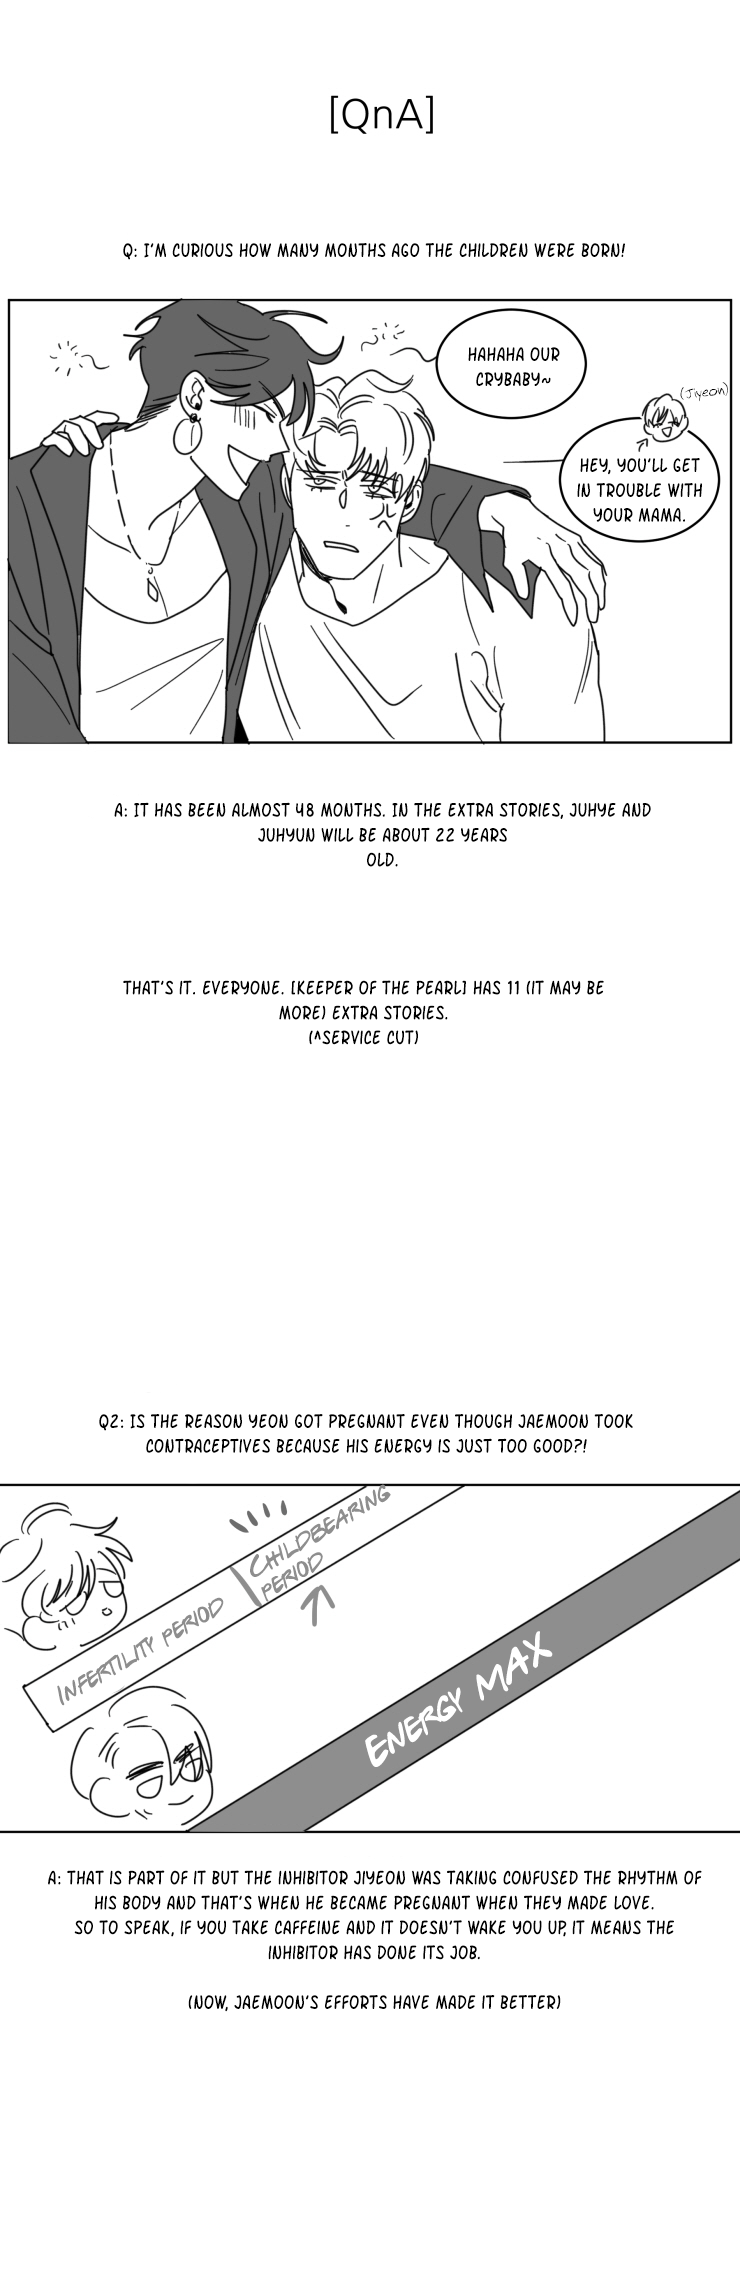 [QnA]
Q: I'M CURIOUS HOW MANY MONTHS AGO THE CHILDREN WERE BORN!
HAHAHA OUR
CRYBABY~
(Jiyeon)
HEY, YOU'LL GET
IN TROUBLE WITH
YOUR MAMA.
A: IT HAS BEEN ALMOST 48 MONTHS. IN THE EXTRA STORIES, JUHYE AND
JUHYUN WILL BE ABOUT 22 YEARS
OLD.
THAT'S IT. EVERYONE. [KEEPER OF THE PEARL] HAS 11 (IT MAY BE
MORE) EXTRA STORIES.
(^SERVICE CUT)
Q2: IS THE REASON YEON GOT PREGNANT EVEN THOUGH JAEMOON TOOK
CONTRACEPTIVES BECAUSE HIS ENERGY IS JUST TOO GOOD?!
INFERTILITY PERIOD
CHILDBEARING
PERIOD
ENERGY MAX
A: THAT IS PART OF IT BUT THE INHIBITOR JIYEON WAS TAKING CONFUSED THE RHYTHM OF
HIS BODY AND THAT'S WHEN HE BECAME PREGNANT WHEN THEY MADE LOVE.
SO TO SPEAK, IF YOU TAKE CAFFEINE AND IT DOESN'T WAKE YOU UP, IT MEANS THE
INHIBITOR HAS DONE ITS JOB.
(NOW, JAEMOON'S EFFORTS HAVE MADE IT BETTER)